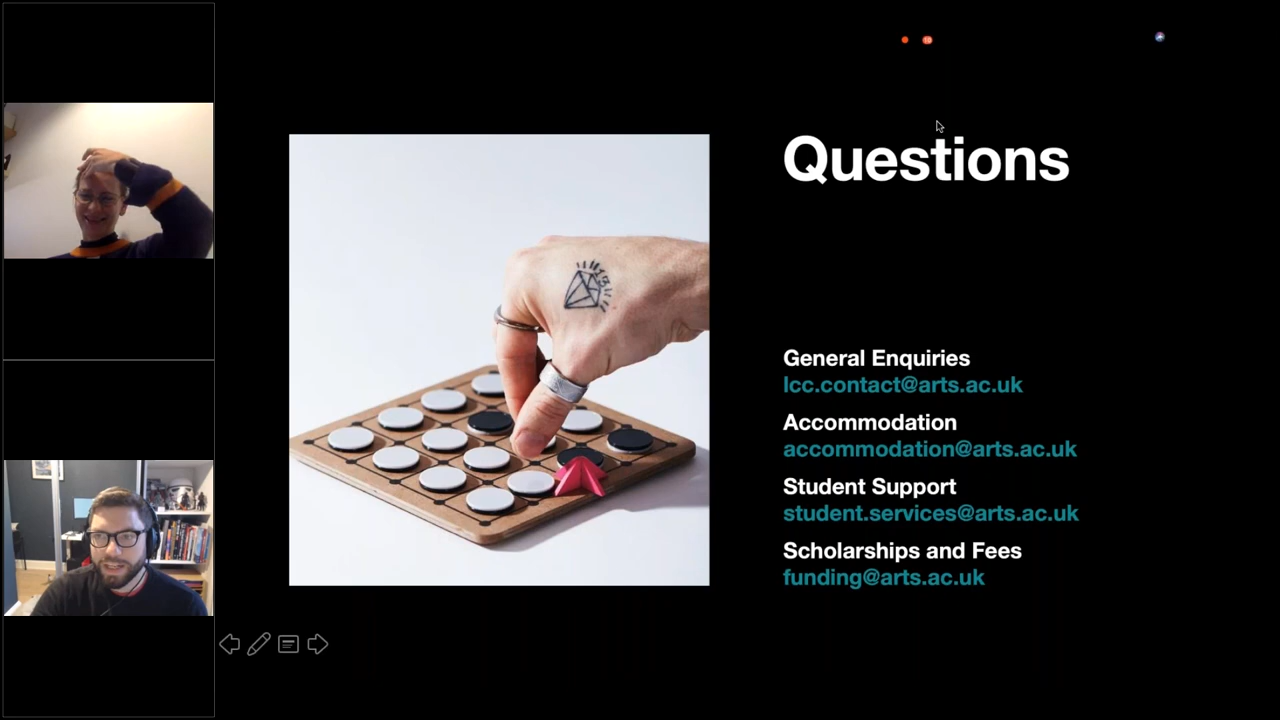 Questions
General Enquiries
lcc.contact@arts.ac.uk
Accommodation
accommodation@arts.ac.uk
Student Support
student.services@arts.ac.uk
Scholarships and Fees
funding@arts.ac.uk